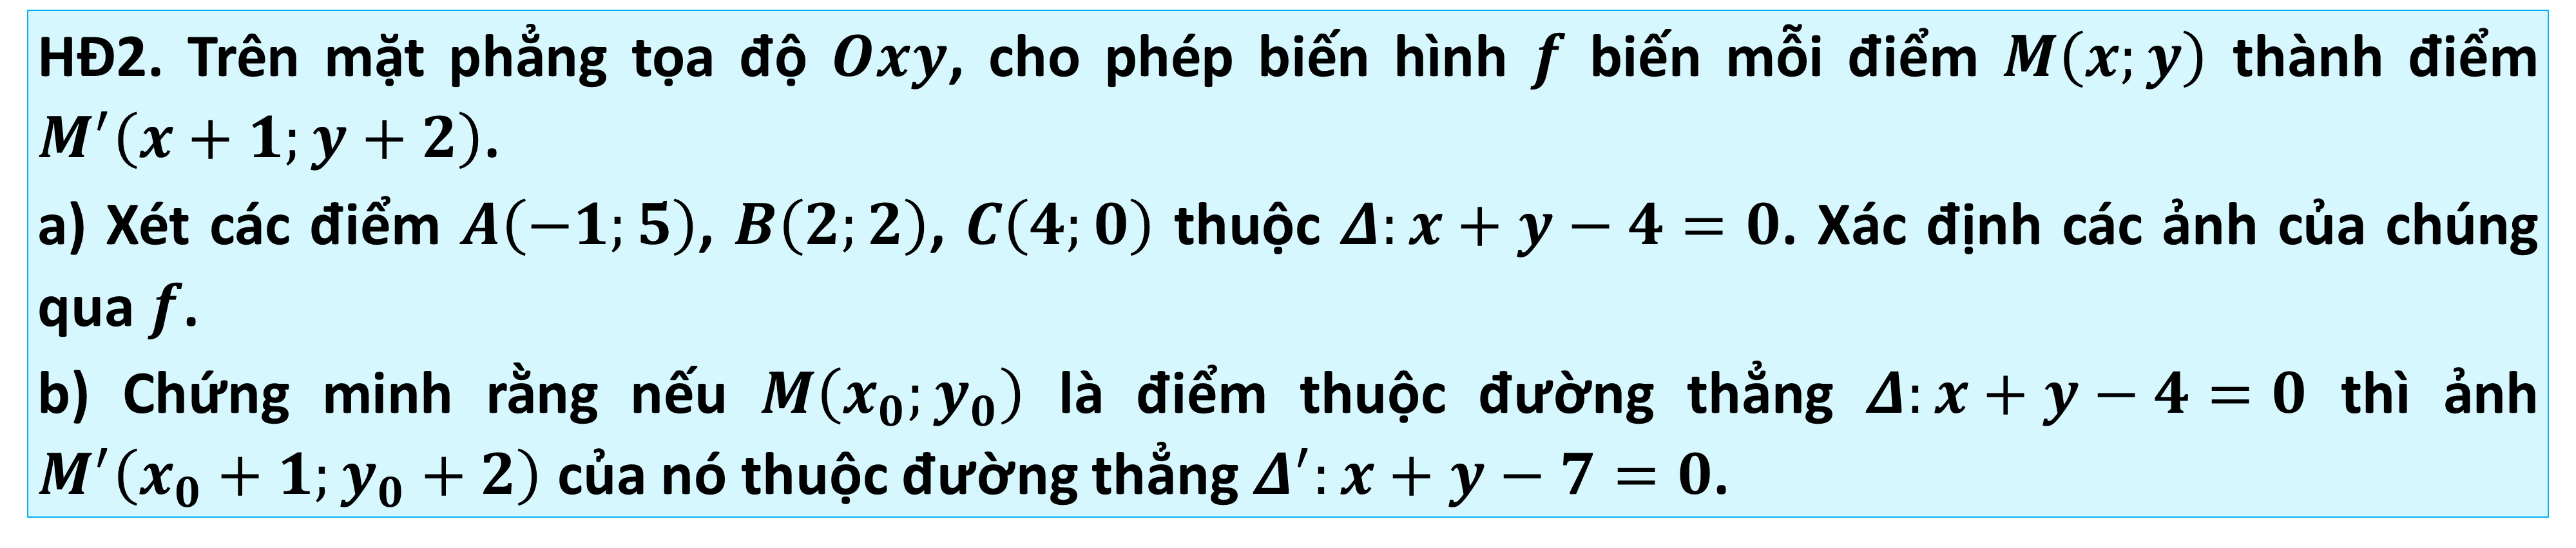 HĐ2. Trên mặt phẳng tọa độ Oxy, cho phép biến hình f biến mỗi điểm M(x; y) thành điểm
M′(x + 1; y + 2).
a) Xét các điểm A(−1; 5), B(2; 2), C(4; 0) thuộc Δ: x + y − 4 = 0. Xác định các ảnh của chúng
qua f.
b) Chứng minh rằng nếu M(x₀; y₀) là điểm thuộc đường thẳng Δ: x + y − 4 = 0 thì ảnh
M′(x₀ + 1; y₀ + 2) của nó thuộc đường thẳng Δ′: x + y − 7 = 0.